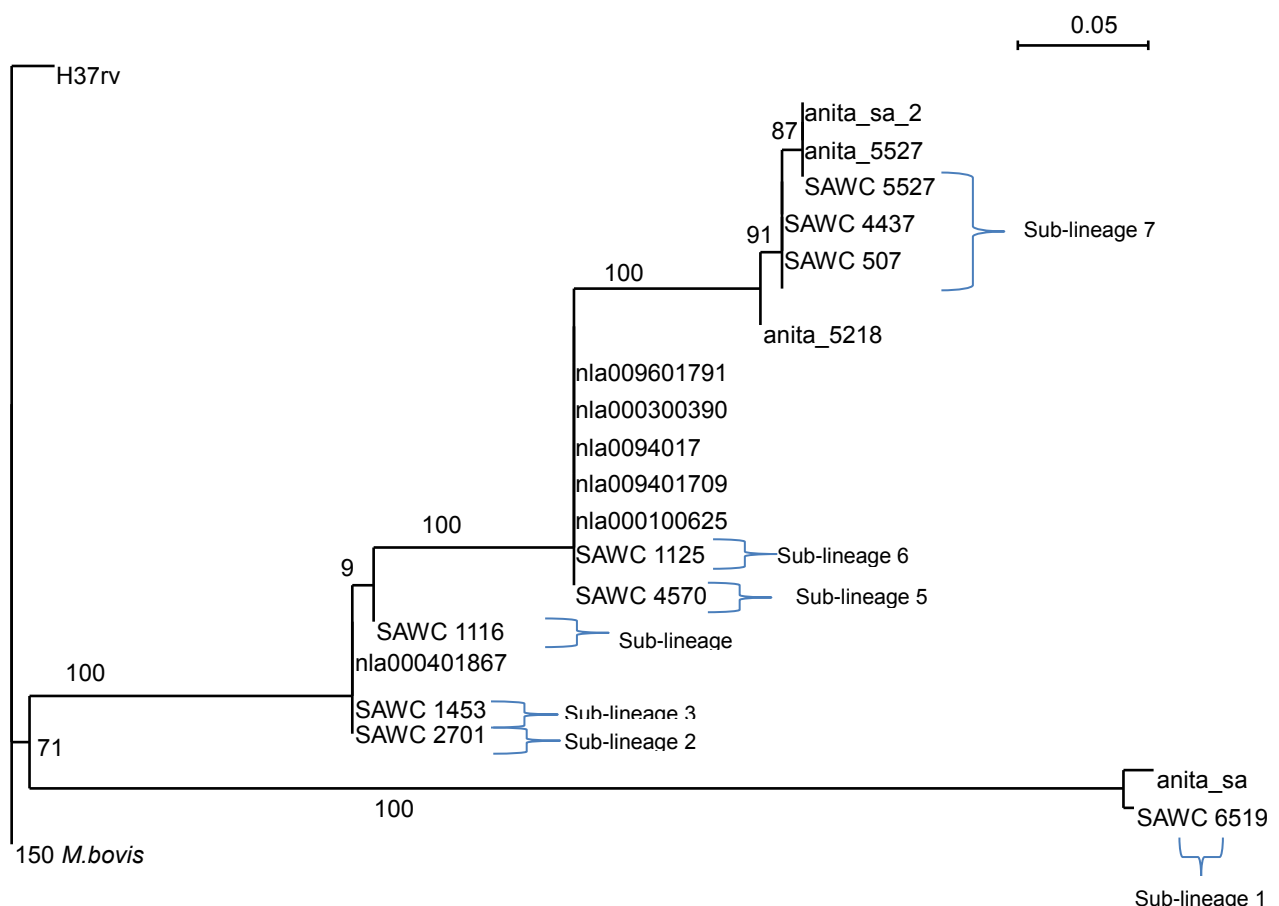 0.05
H37rv
87
anita_sa_2
anita_5527
SAWC 5527
SAWC 4437
Sub-lineage 7
91
SAWC 507
100
anita_5218
nla009601791
nla000300390
nla0094017
nla009401709
nla000100625
100
SAWC 1125
Sub-lineage 6
9
SAWC 4570
Sub-lineage 5
SAWC 1116
Sub-lineage
nla000401867
100
SAWC 1453
Sub-lineage 3
SAWC 2701
Sub-lineage 2
71
anita_sa
100
SAWC 6519
150 M.bovis
Sub-lineage 1